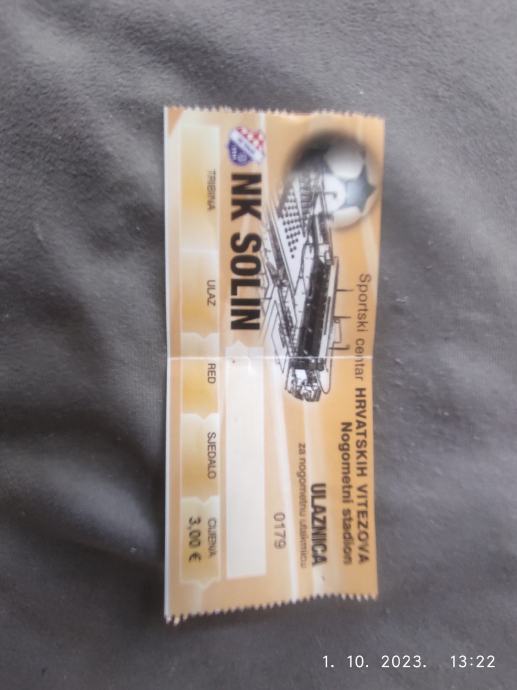 Sportski centar HRVATSKIH VITEZOVA
Nogometni stadion
ULAZNICA
za nogometnu utakmicu
0179
NK SOLIN
TRIBINA
ULAZ
RED
SJEDALO
CIJENA
3,00 €
1. 10. 2023. 13:22